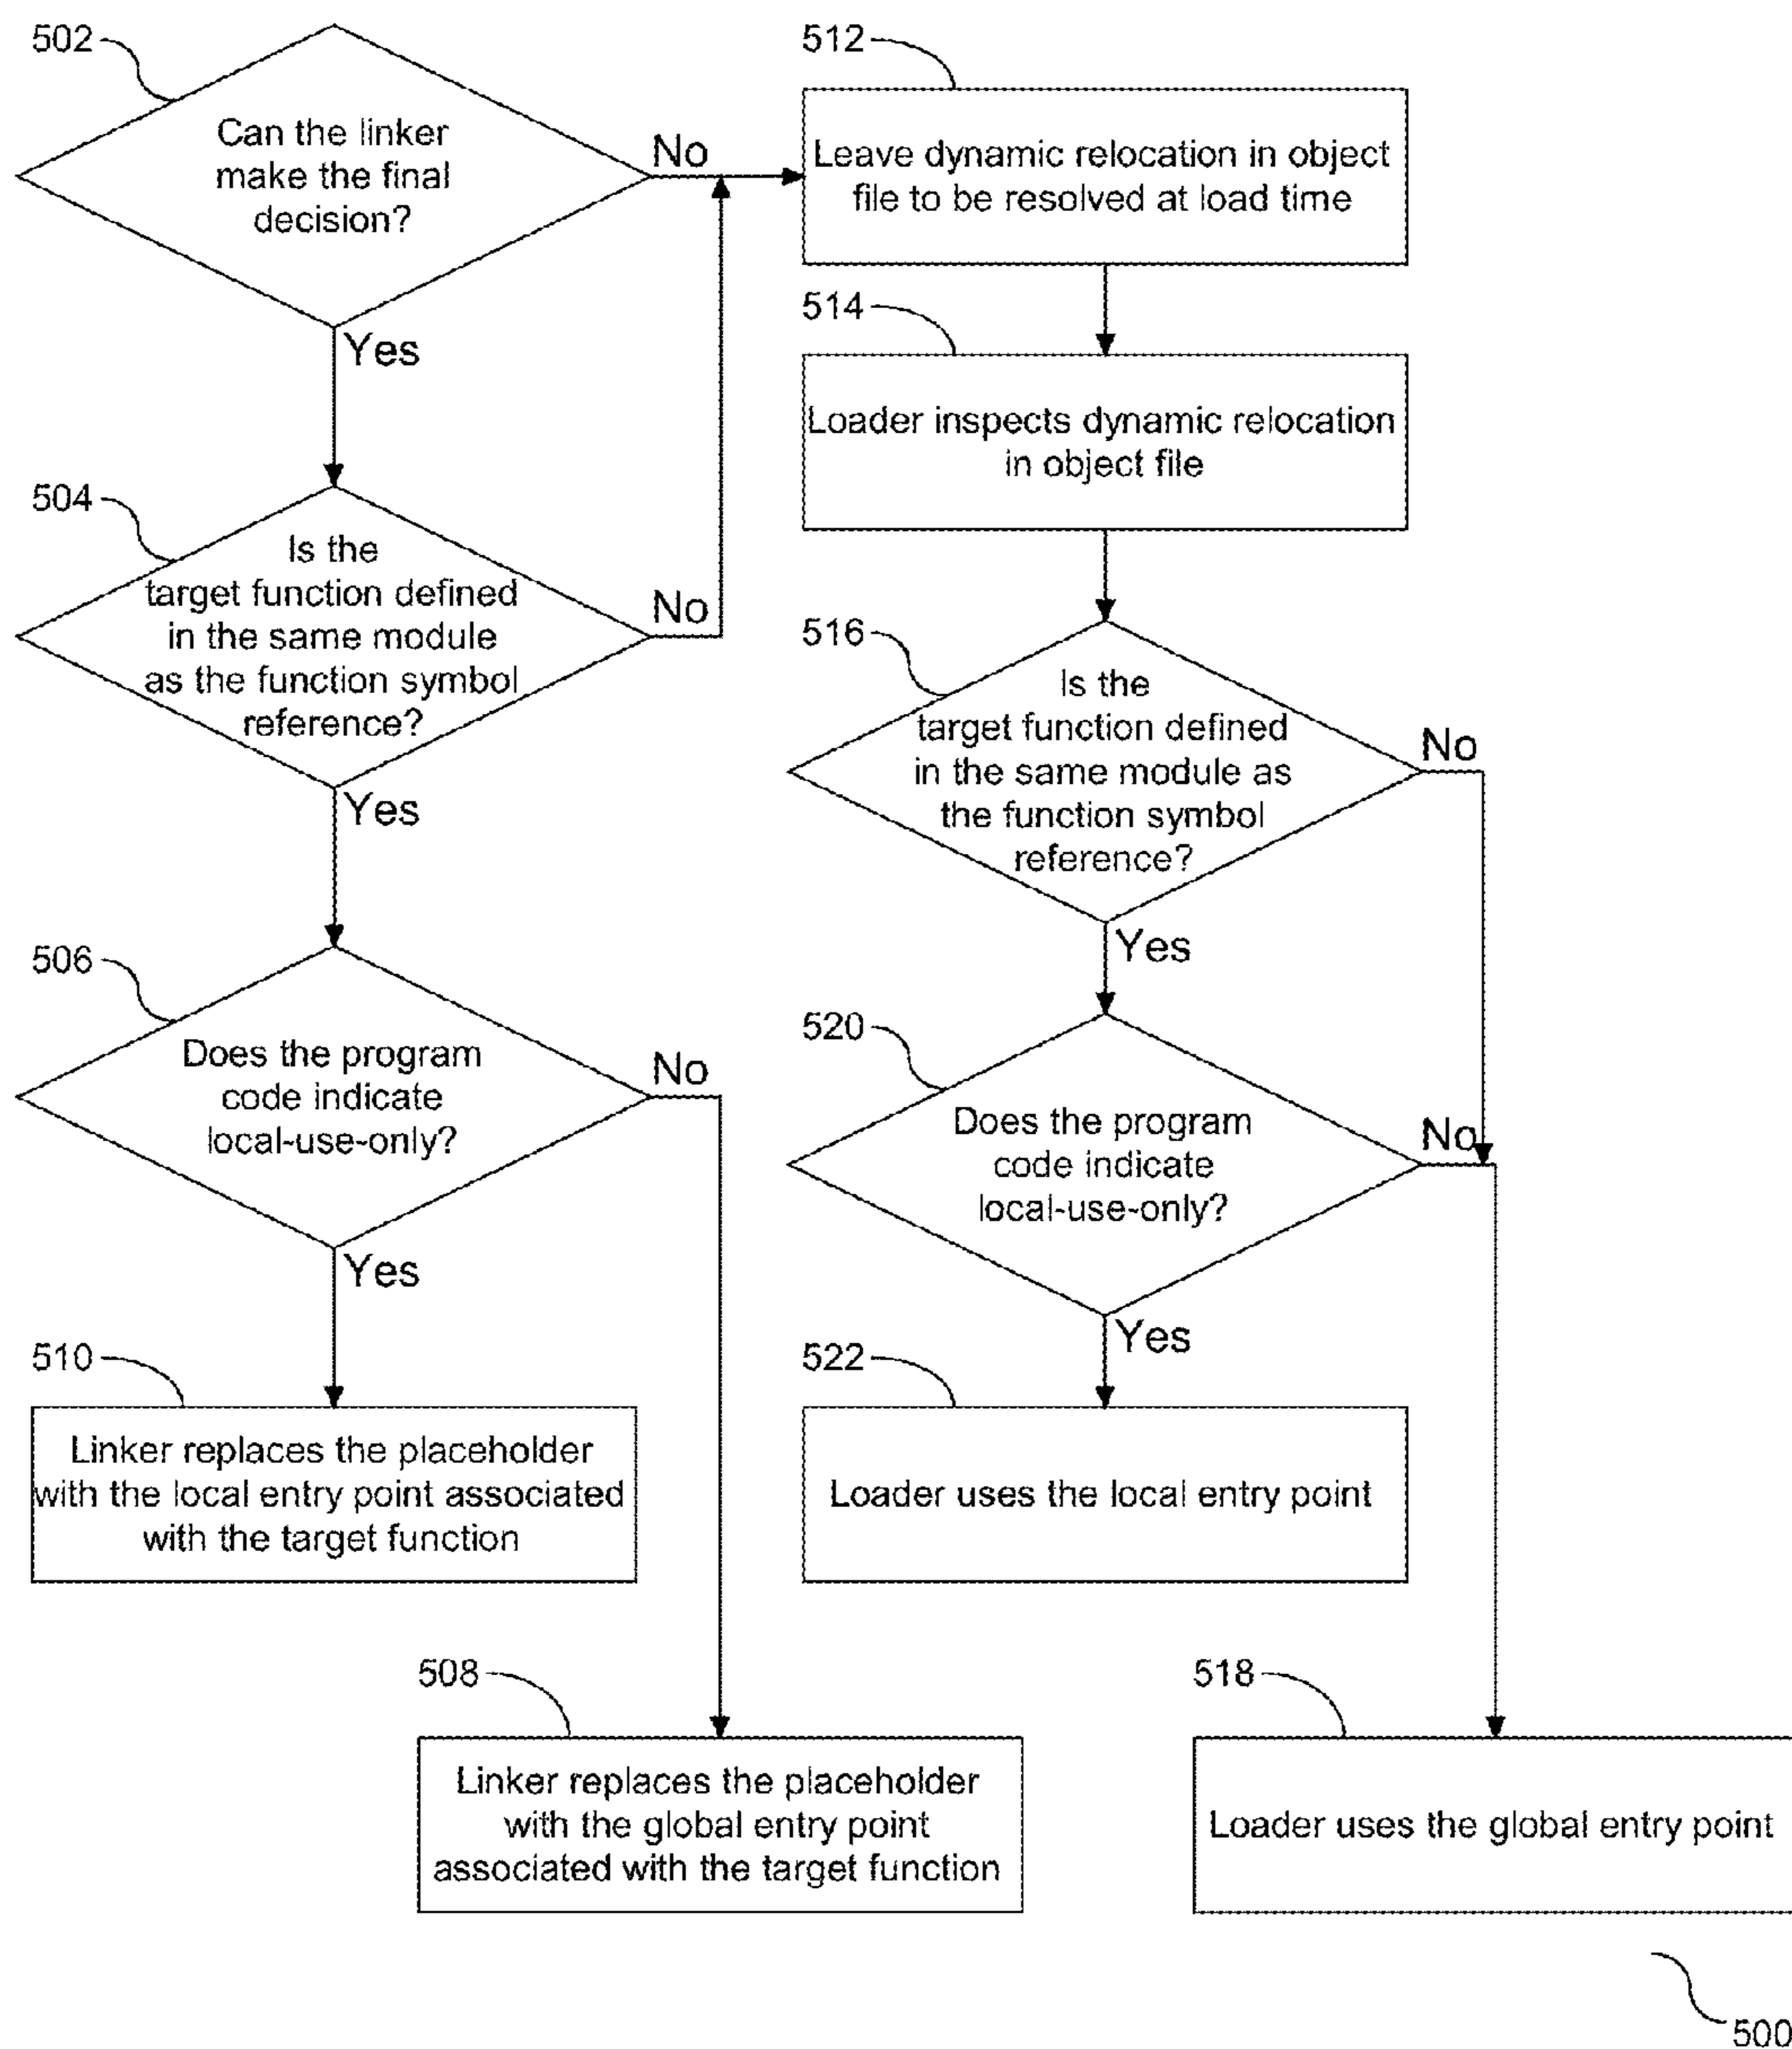 502
Can the linker
make the final
decision?
No
Yes
504
Is the
target function defined
in the same module
as the function symbol
reference?
No
Yes
506
Does the program
code indicate
local-use-only?
No
Yes
510
Linker replaces the placeholder
with the local entry point associated
with the target function
508
Linker replaces the placeholder
with the global entry point
associated with the target function
512
Leave dynamic relocation in object
file to be resolved at load time
514
Loader inspects dynamic relocation
in object file
516
Is the
target function defined
in the same module as
the function symbol
reference?
No
Yes
520
Does the program
code indicate
local-use-only?
No
Yes
522
Loader uses the local entry point
518
Loader uses the global entry point
500